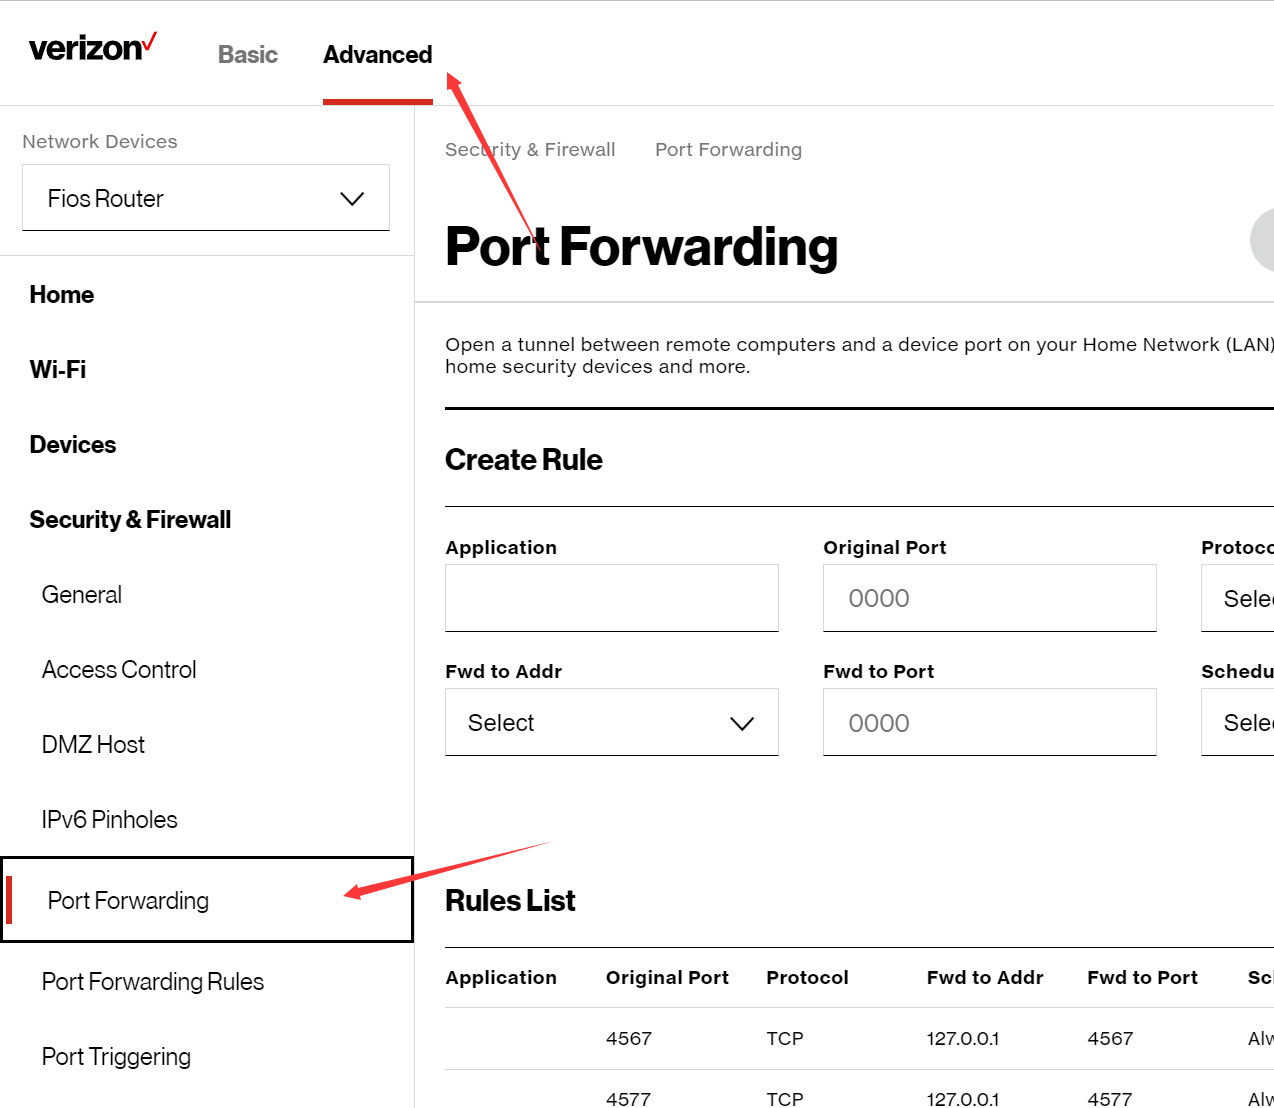 verizon
Basic
Advanced
Network Devices
Fios Router
Home
Wi-Fi
Devices
Security & Firewall
General
Access Control
DMZ Host
IPv6 Pinholes
Port Forwarding
Port Forwarding Rules
Port Triggering
Security & Firewall Port Forwarding
Port Forwarding
Open a tunnel between remote computers and a device port on your Home Network (LAN)
home security devices and more.
Create Rule
Application Original Port Protoco
0000 Selec
Fwd to Addr Fwd to Port Schedu
Select 0000 Selec
Rules List
Application Original Port Protocol Fwd to Addr Fwd to Port Sch
4567 TCP 127.0.0.1 4567 Alw
4577 TCP 127.0.0.1 4577 Alw